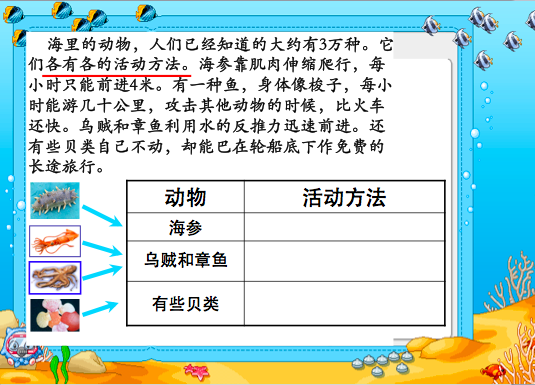 海里的动物，人们已经知道的大约有3万种。它
们各有各的活动方法。海参靠肌肉伸缩爬行，每
小时只能前进4米。有一种鱼，身体像梭子，每小
时能游几十公里，攻击其他动物的时候，比火车
还快。乌贼和章鱼利用水的反推力迅速前进。还
有些贝类自己不动，却能巴在轮船底下作免费的
长途旅行。
动物 活动方法
海参
乌贼和章鱼
有些贝类